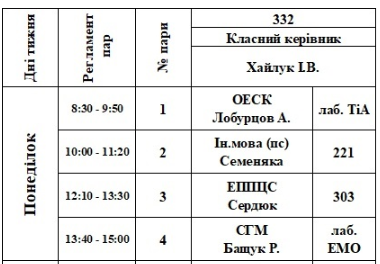 Дні тижня
Регламент пар
№ пари
332
Класний керівник
Хайлук І.В.
Понеділок
8:30 - 9:50 1 ОЕСК лаб. ТіА
Лобурцов А.
10:00 - 11:20 2 Ін.мова (пс) 221
Семеняка
12:10 - 13:30 3 ЕПШС 303
Сердюк
13:40 - 15:00 4 СГМ лаб.
Бащук Р. ЕМО